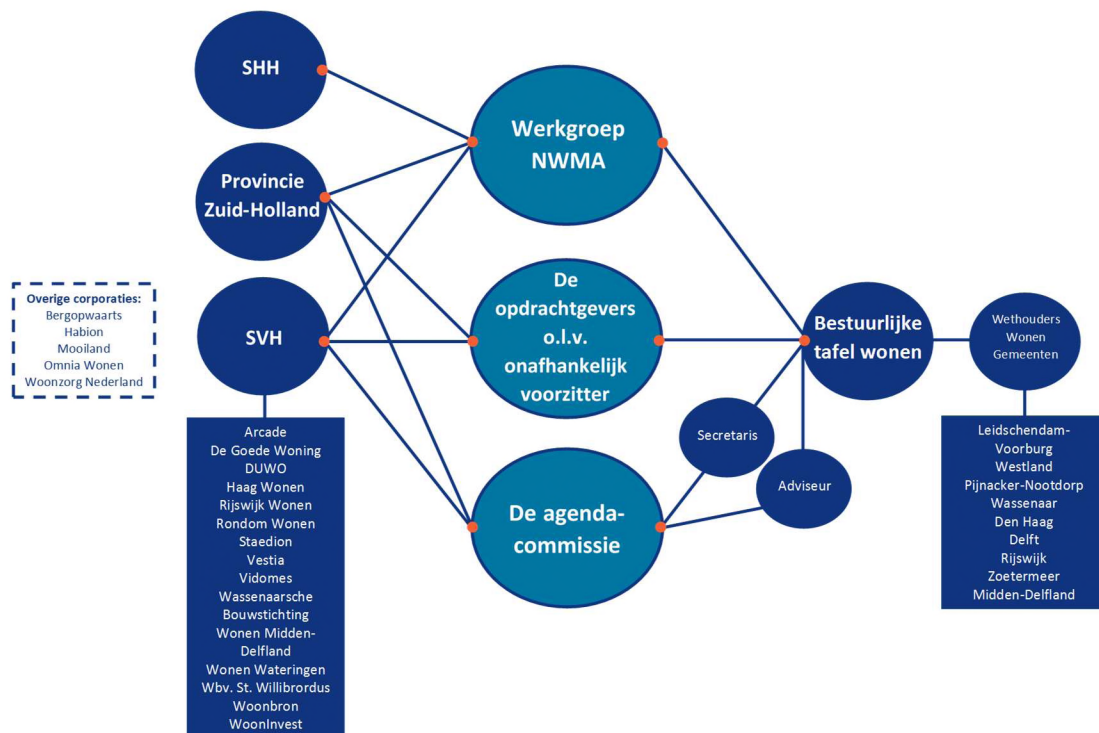 SHH
Provincie
Zuid-Holland
SVH
Overige corporaties:
Bergopwaarts
Habion
Mooiland
Omnia Wonen
Woonzorg Nederland
Arcade
De Goede Woning
DUWO
Haag Wonen
Rijswijk Wonen
Rondom Wonen
Staedion
Vestia
Vidomes
Wassenaarsche
Bouwstichting
Wonen Midden-
Delfland
Wonen Wateringen
Wbv. St. Willibrordus
Woonbron
WoonInvest
Werkgroep
NWMA
De
opdrachtgevers
o.l.v.
onafhankelijk
voorzitter
De agenda-
commissie
Secretaris
Adviseur
Bestuurlijke
tafel wonen
Wethouders
Wonen
Gemeenten
Leidschendam-
Voorburg
Westland
Pijnacker-Nootdorp
Wassenaar
Den Haag
Delft
Rijswijk
Zoetermeer
Midden-Delfland